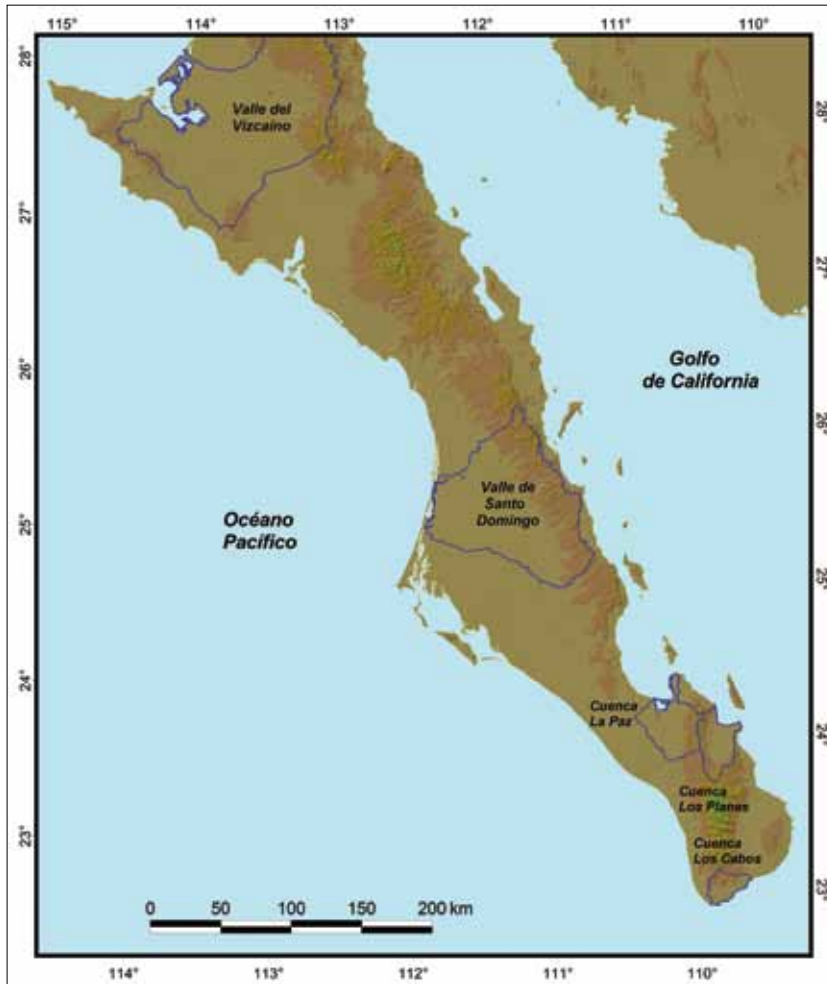 115° 114° 113° 112° 111° 110°
28°
28°
Valle del
Vizcaino
27°
27°
Golfo
de California
26°
26°
Valle de
Santo
Domingo
Océano
Pacífico
25°
25°
24°
Cuenca
La Paz
24°
Cuenca
Los Planes
23°
Cuenca
Los Cabos
23°
0 50 100 150 200 km
114° 113° 112° 111° 110°